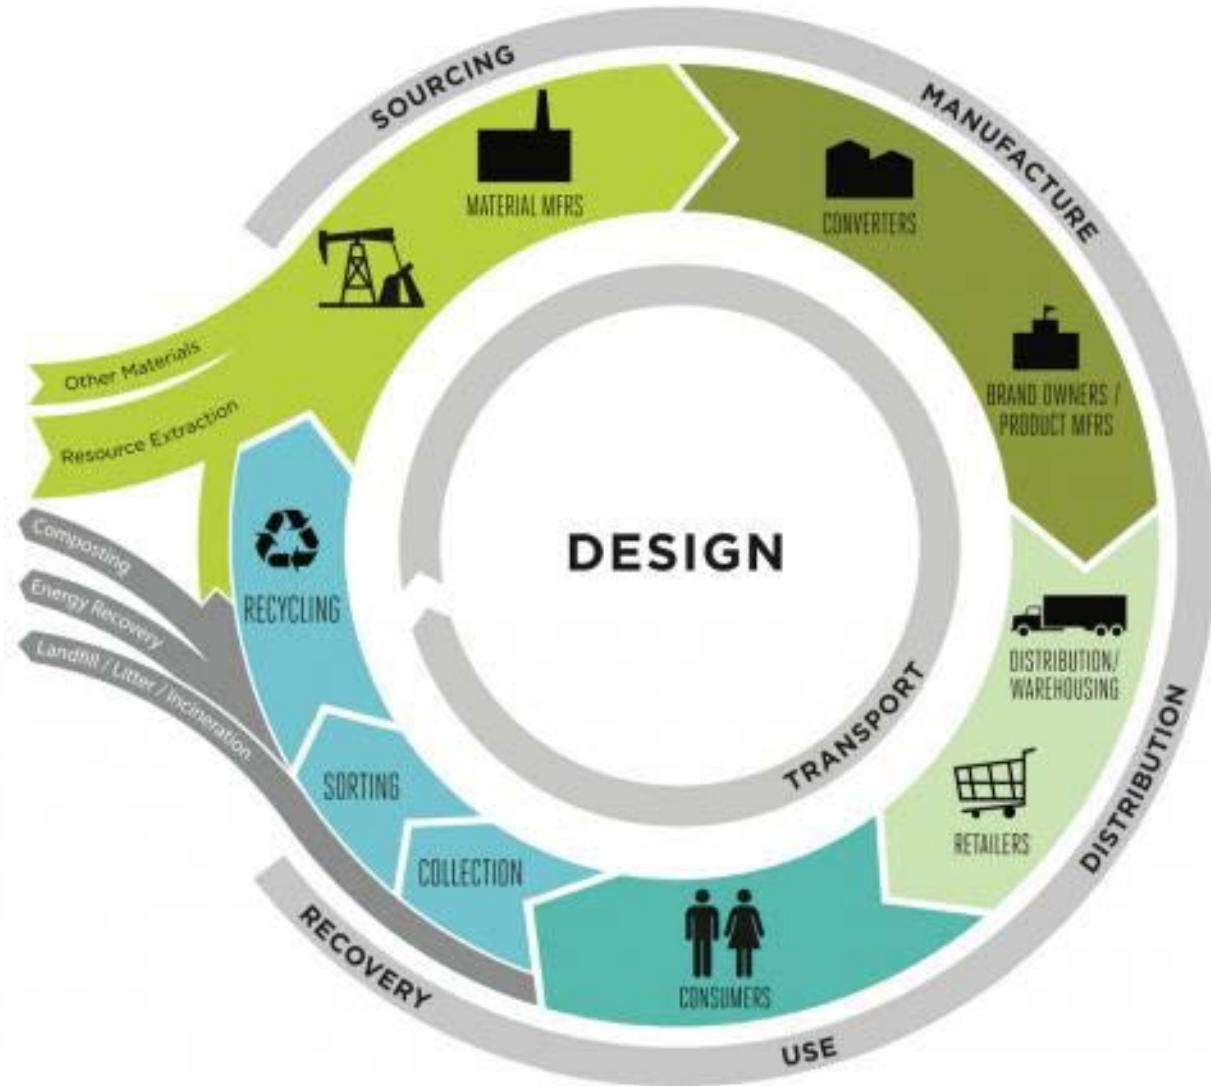 SOURCING
MANUFACTURE
MATERIAL MFRS
CONVERTERS
Other Materials
Resource Extraction
BRAND OWNERS /
PRODUCT MFRS
Composting
Energy Recovery
Landfill / Litter / Incineration
RECYCLING
DESIGN
DISTRIBUTION/
WAREHOUSING
TRANSPORT
DISTRIBUTION
SORTING
RETAILERS
COLLECTION
RECOVERY
CONSUMERS
USE